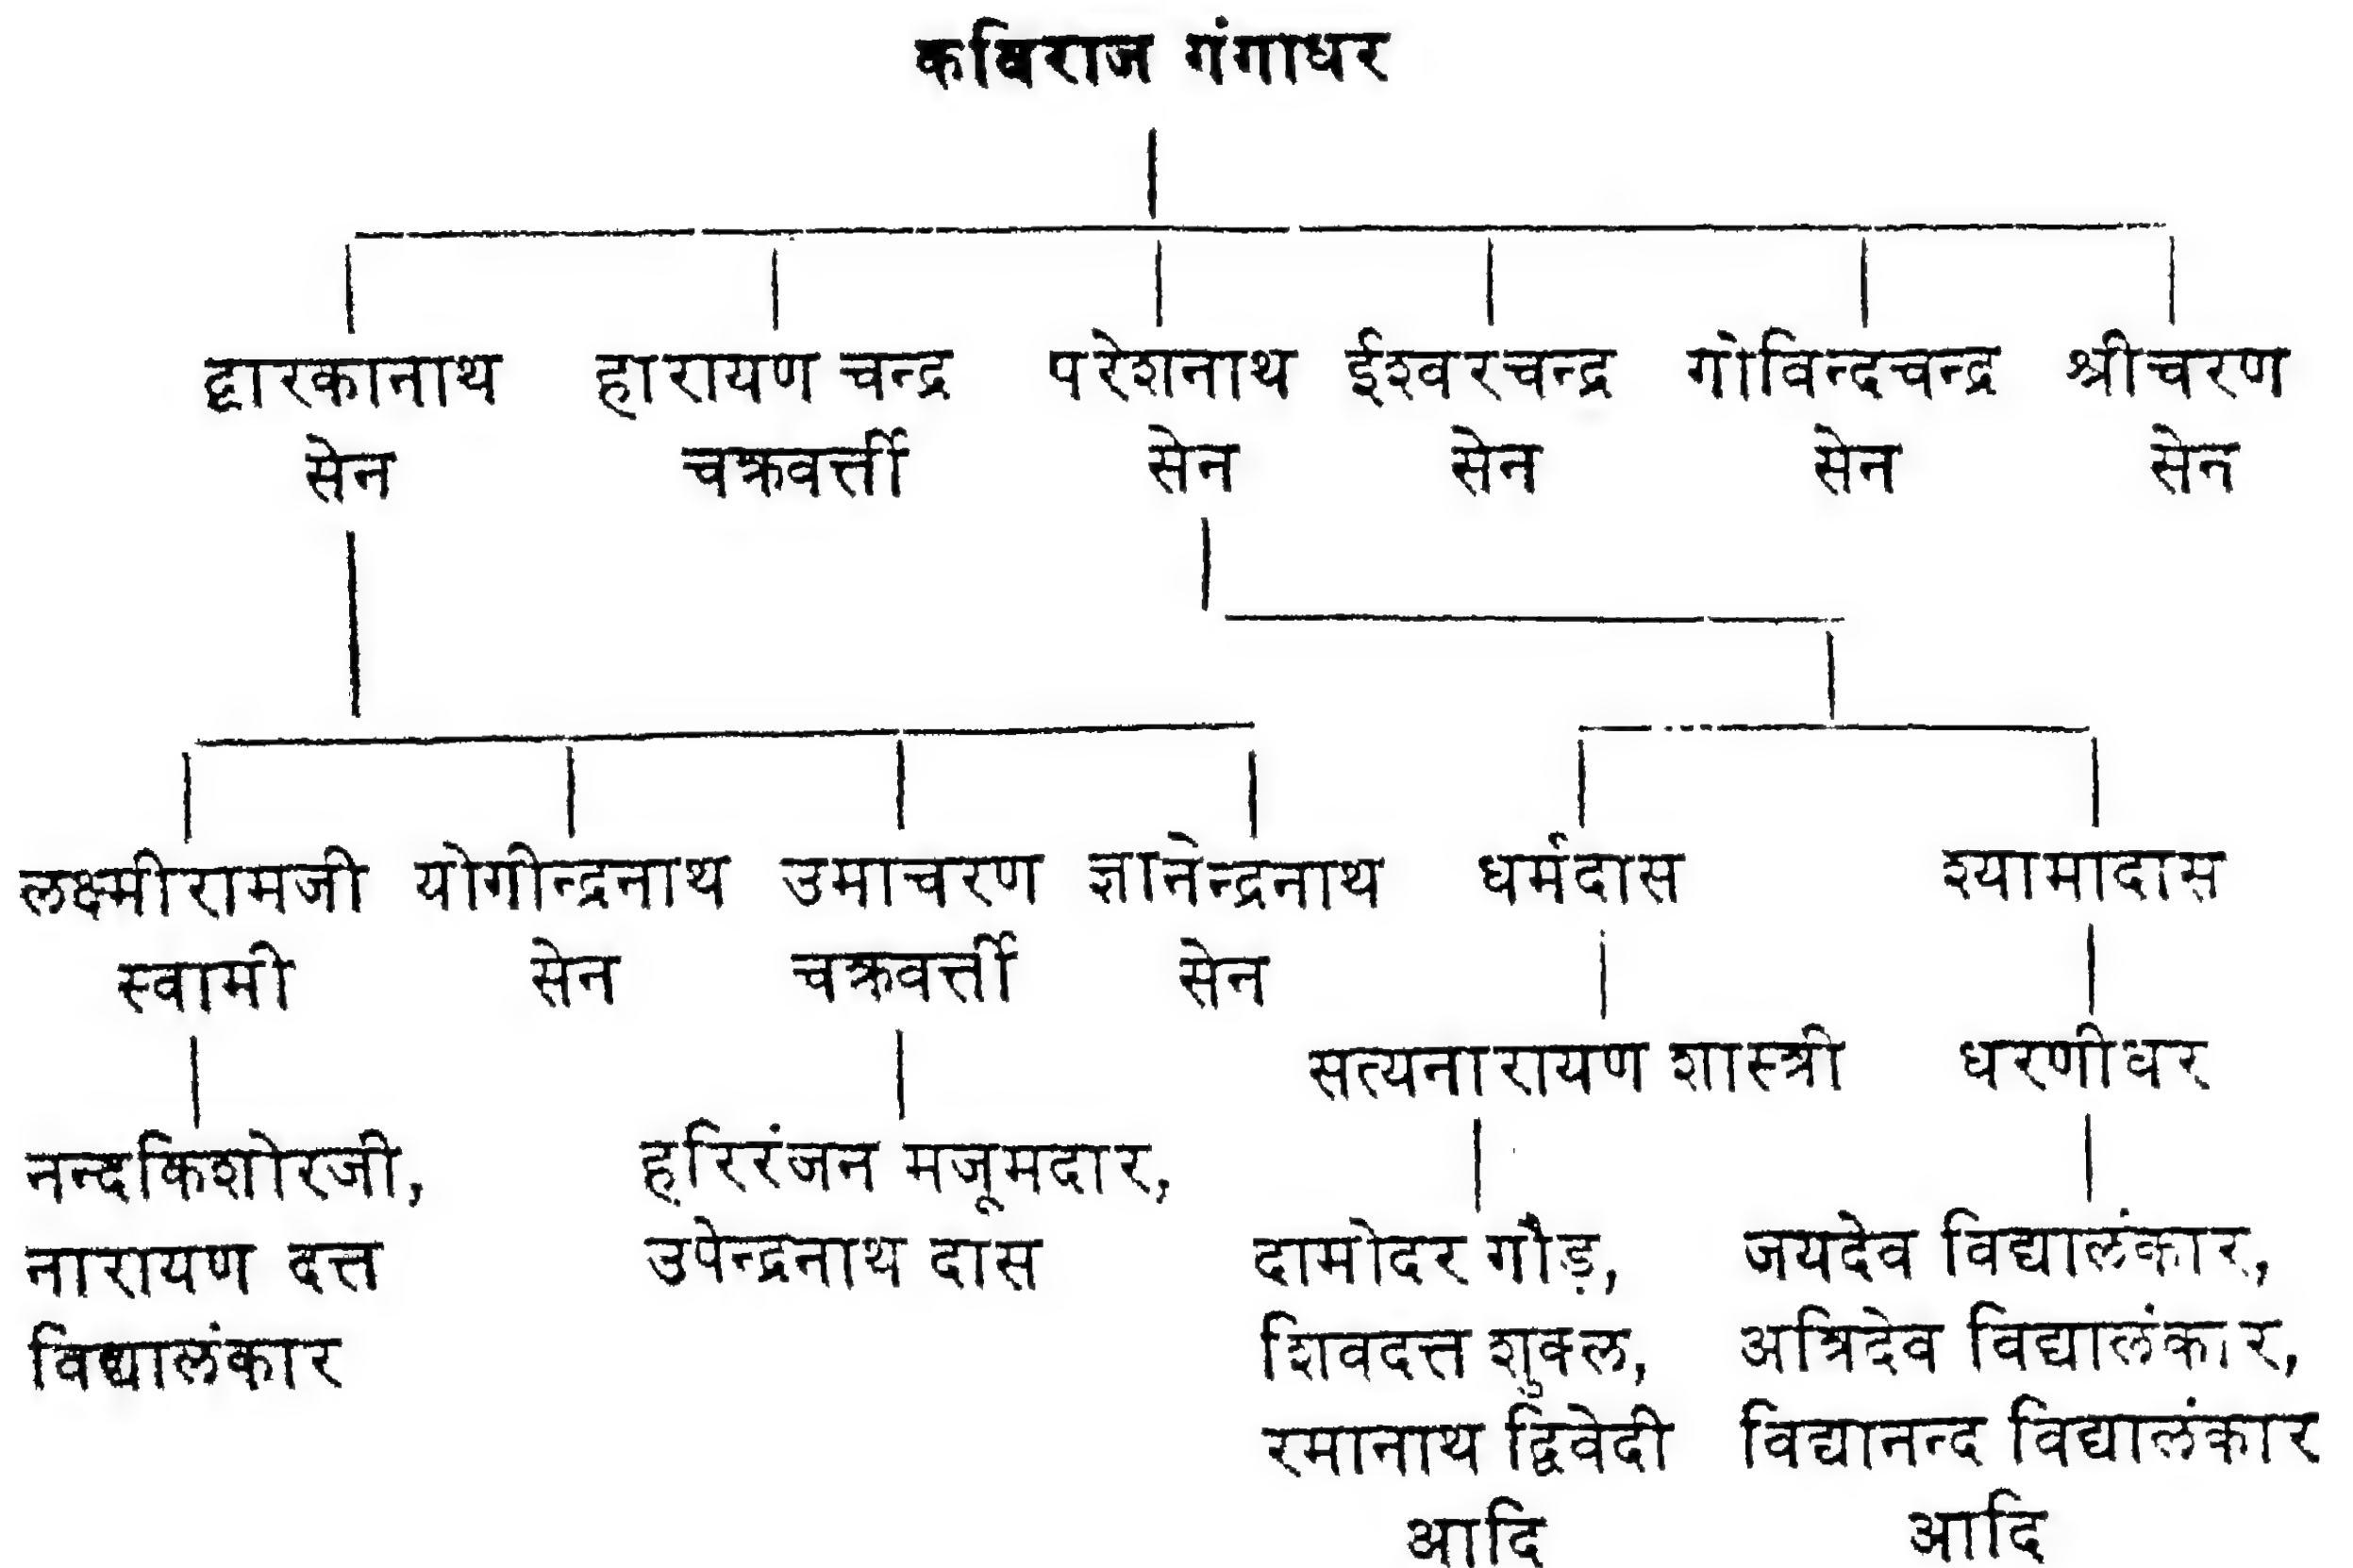 कविराज गंगाधर
द्वारकानाथ हारायण चन्द्र परेशनाथ ईश्वरचन्द्र गोविन्दचन्द्र श्रीचरण
सेन चक्रवर्त्ती सेन सेन सेन सेन
लक्ष्मीरामजी योगीन्द्रनाथ उमाचरण ज्ञानेन्द्रनाथ धर्मदास श्यामादास
स्वामी सेन चक्रवर्त्ती सेन
सत्यनारायण शास्त्री धरणीधर
नन्दकिशोरजी, हरिरंजन मजूमदार,
नारायण दत्त उपेन्द्रनाथ दास दामोदर गौड़, जयदेव विद्यालंकार,
विद्यालंकार शिवदत्त शुक्ल, अत्रिदेव विद्यालंकार,
रमानाथ द्विवेदी विद्यानन्द विद्यालंकार
आदि आदि